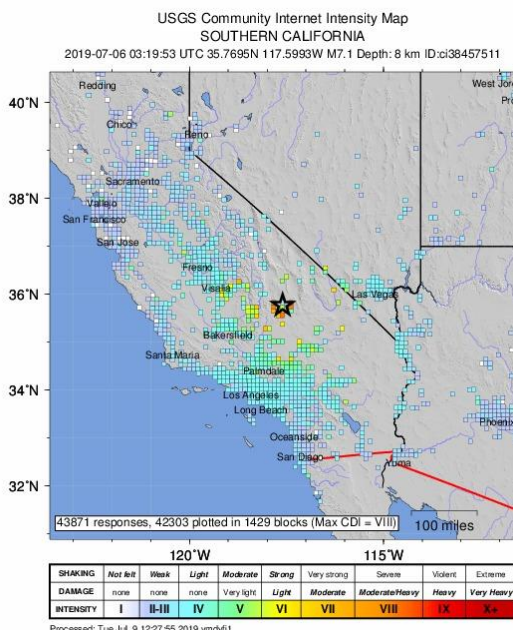 USGS Community Internet Intensity Map
SOUTHERN CALIFORNIA
2019-07-06 03:19:53 UTC 35.7695N 117.5993W M7.1 Depth: 8 km ID:ci38457511
Redding
West Jor
40°N
Chico
Reno
Sacramento
38°N
Vallejo
San Francisco
San Jose
Fresno
36°N
Visalia
Las Vegas
Bakersfield
Santa Maria
Palmdale
34°N
Los Angeles
Long Beach
Phoenix
Oceanside
San Diego
Yuma
32°N
43871 responses, 42303 plotted in 1429 blocks (Max CDI = VIII)
100 miles
120°W 115°W
SHAKING Not felt Weak Light Moderate Strong Very strong Severe Violent Extreme
DAMAGE none none none Very light Light Moderate Moderate/Heavy Heavy Very Heavy
INTENSITY I II-III IV V VI VII VIII IX X+
Processed: Tue Jul 9 12:27:55 2019 vmdyfi1